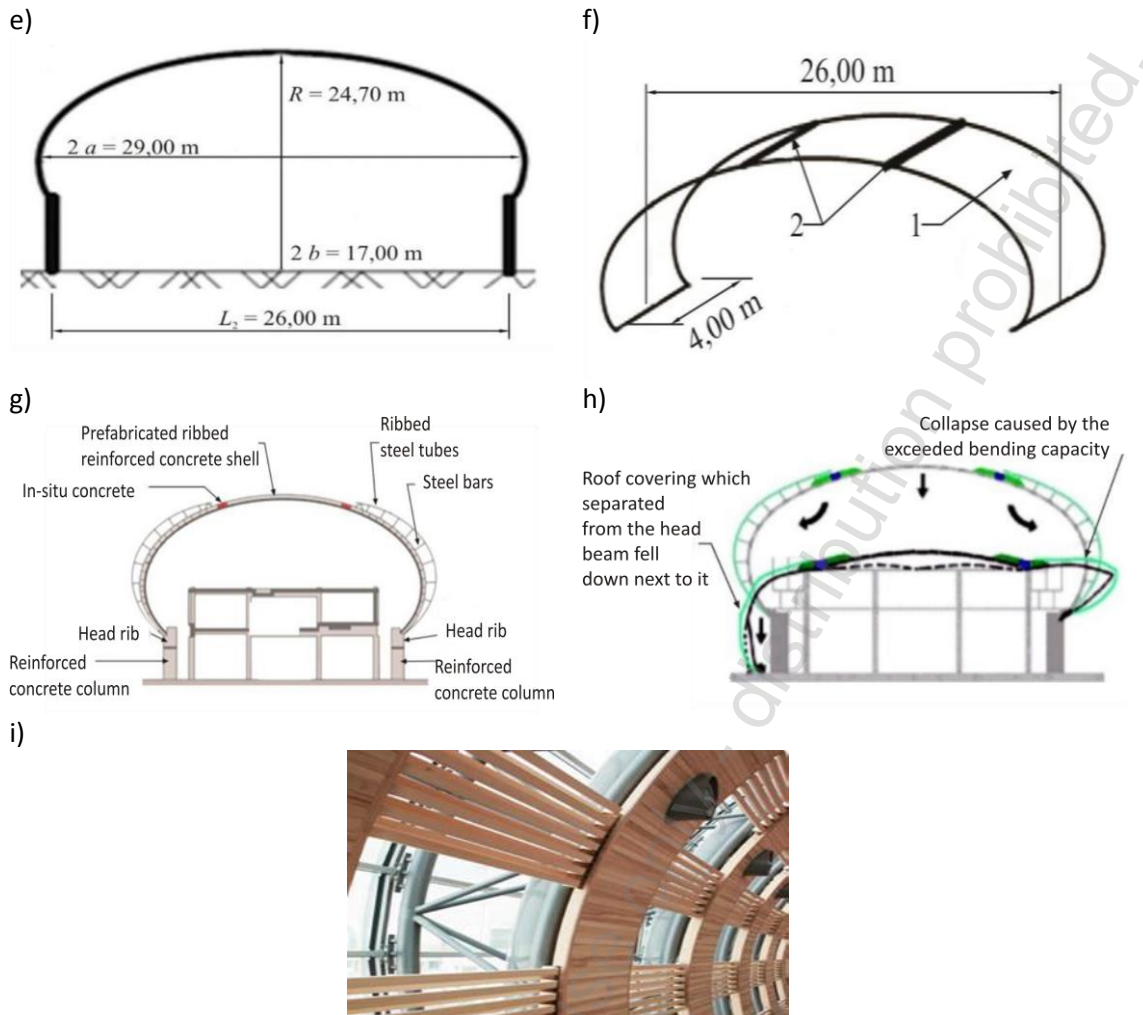 e)
R = 24,70 m
2 a = 29,00 m
2 b = 17,00 m
L₂ = 26,00 m
f)
26,00 m
2
1
4,00 m
g)
Prefabricated ribbed
reinforced concrete shell
Ribbed
steel tubes
In-situ concrete
Steel bars
Head rib
Head rib
Reinforced
concrete column
Reinforced
concrete column
h)
Collapse caused by the
exceeded bending capacity
Roof covering which
separated
from the head
beam fell
down next to it
i)
distribution prohibited.